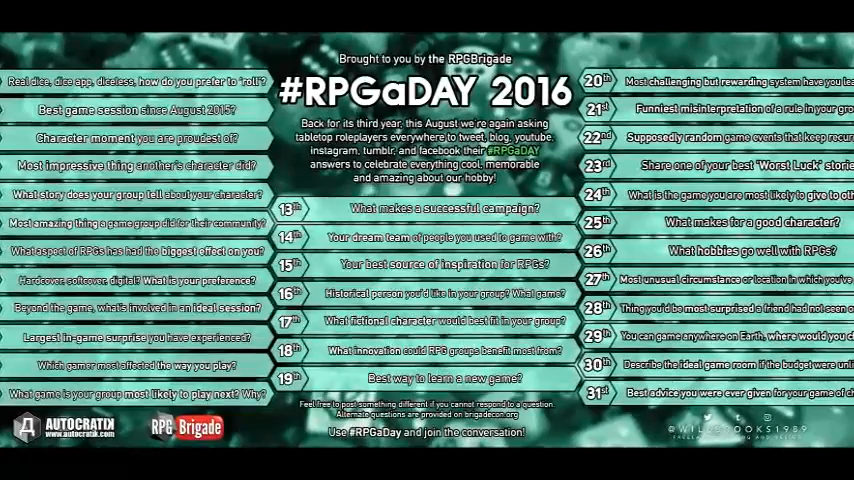 Brought to you by the RPGBrigade
#RPGaDAY 2016
Back for its third year, this August we're again asking
tabletop roleplayers everywhere to tweet, blog, youtube,
instagram, tumblr, and facebook their #RPGaDAY
answers to celebrate everything cool, memorable
and amazing about our hobby!
Real dice, dice app, diceless, how do you prefer to 'roll'?
Best game session since August 2015?
Character moment you are proudest of?
Most impressive thing another's character did?
What story does your group tell about your character?
Most amazing thing a game group did for their community?
What aspect of RPGs has had the biggest effect on you?
Hardcover, softcover, digital? What is your preference?
Beyond the game, what's involved in an ideal session?
Largest in-game surprise you have experienced?
Which gamer most affected the way you play?
What game is your group most likely to play next? Why?
13th What makes a successful campaign?
14th Your dream team of people you used to game with?
15th Your best source of inspiration for RPGs?
16th Historical person you'd like in your group? What game?
17th What fictional character would best fit in your group?
18th What innovation could RPG groups benefit most from?
19th Best way to learn a new game?
20th Most challenging but rewarding system have you lea
21st Funniest misinterpretation of a rule in your gro
22nd Supposedly random game events that keep recur
23rd Share one of your best 'Worst Luck' storie
24th What is the game you are most likely to give to oth
25th What makes for a good character?
26th What hobbies go well with RPGs?
27th Most unusual circumstance or location in which you've
28th Thing you'd be most surprised a friend had not seen o
29th You can game anywhere on Earth, where would you c
30th Describe the ideal game room if the budget were unli
31st Best advice you were ever given for your game of ch
Feel free to post something different if you cannot respond to a question.
Alternate questions are provided on brigadecon.org
Use #RPGaDay and join the conversation!
AUTOCRATIX
www.autocratix.com
RPG Brigade
@WILLBROOKS1989